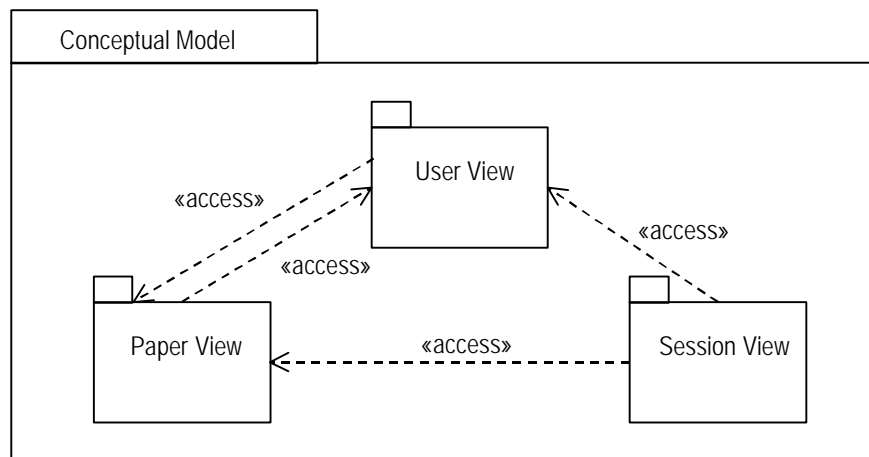 Conceptual Model
User View
«access»
«access»
«access»
Paper View
«access»
Session View